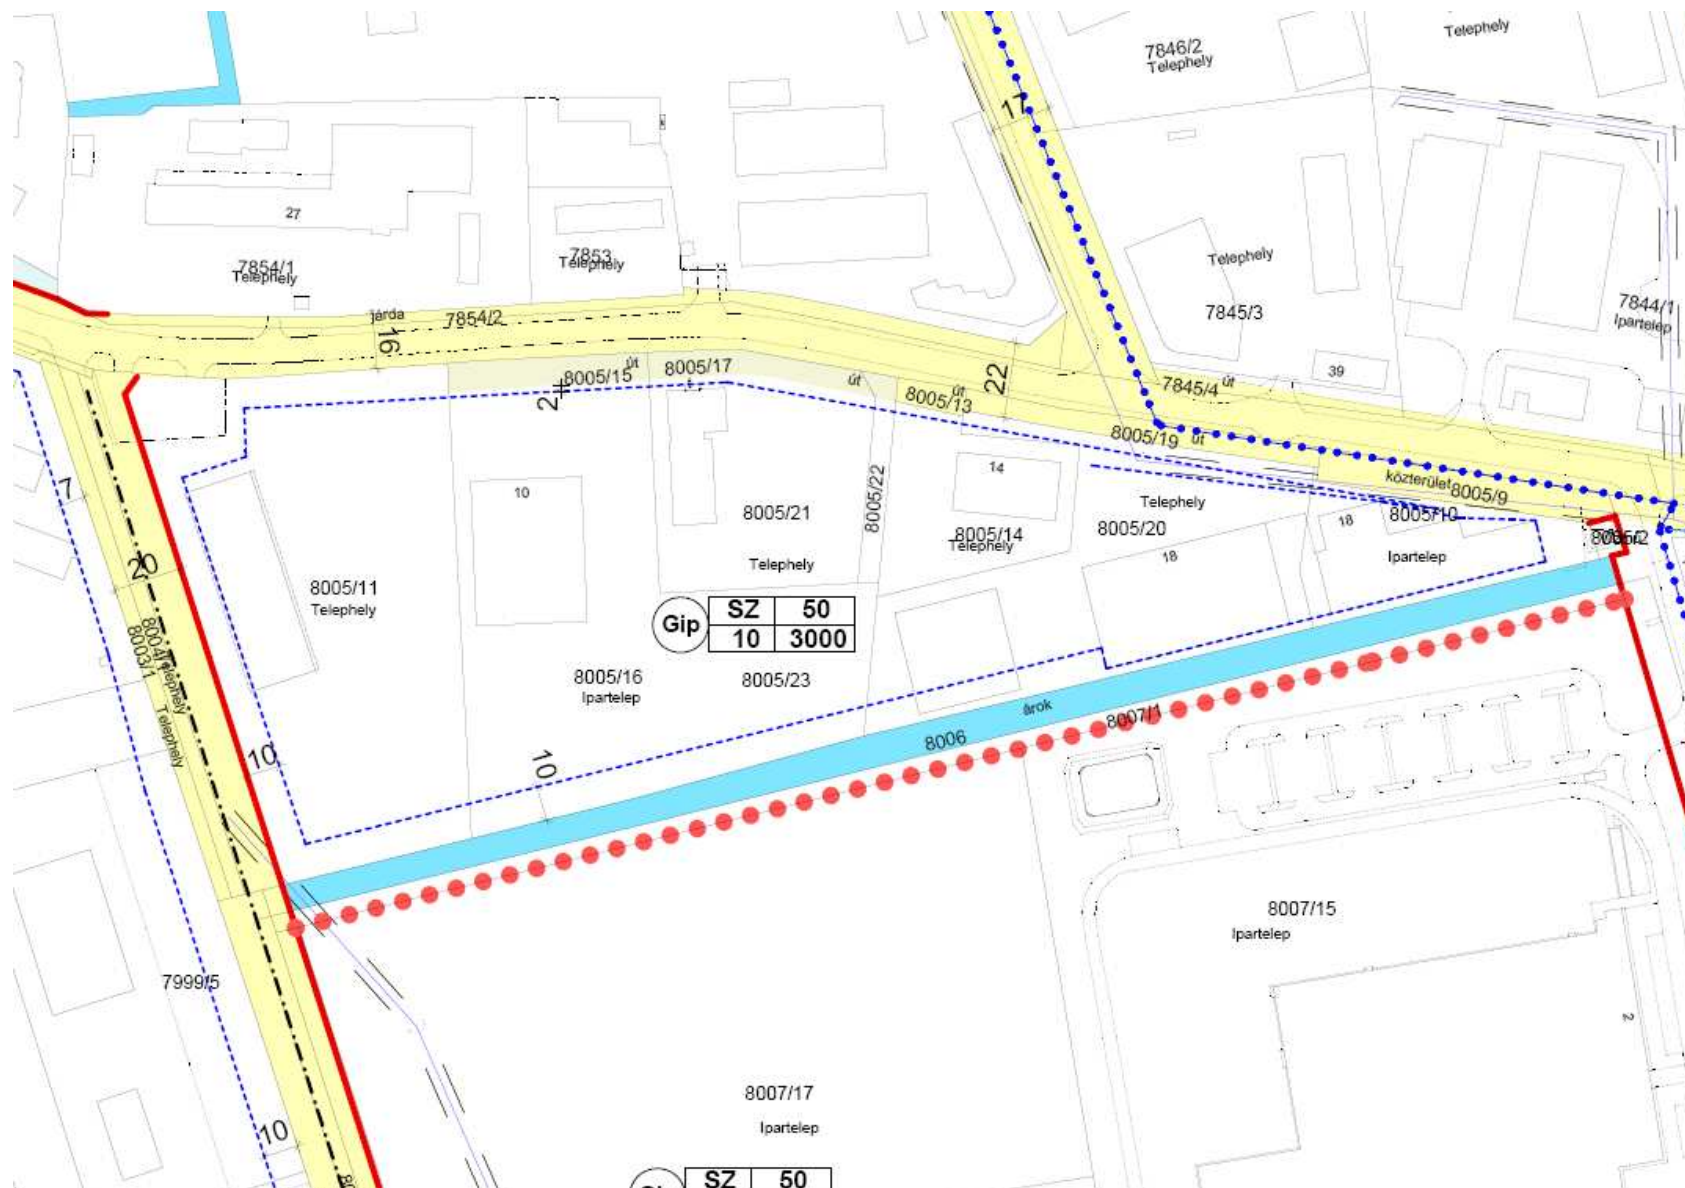 7846/2
Telephely
Telephely
17
27
7854/1
Telephely
7853
Telephely
Telephely
7845/3
7844/1
Ipartelep
járda
7854/2
16
8005/15
út
8005/17
út
8005/13
út
22
7845/4
út
39
2
8005/19
út
közterület
8005/9
7
10
8005/21
Telephely
8005/22
14
8005/14
Telephely
Telephely
8005/20
18
18
8005/10
Ipartelep
20
8005/11
Telephely
Gip
SZ 50
10 3000
8004/1
Telephely
8003/1
Telephely
8005/16
Ipartelep
8005/23
10
10
árok
8006
8007/1
7999/5
8007/15
Ipartelep
2
8007/17
Ipartelep
10
SZ 50